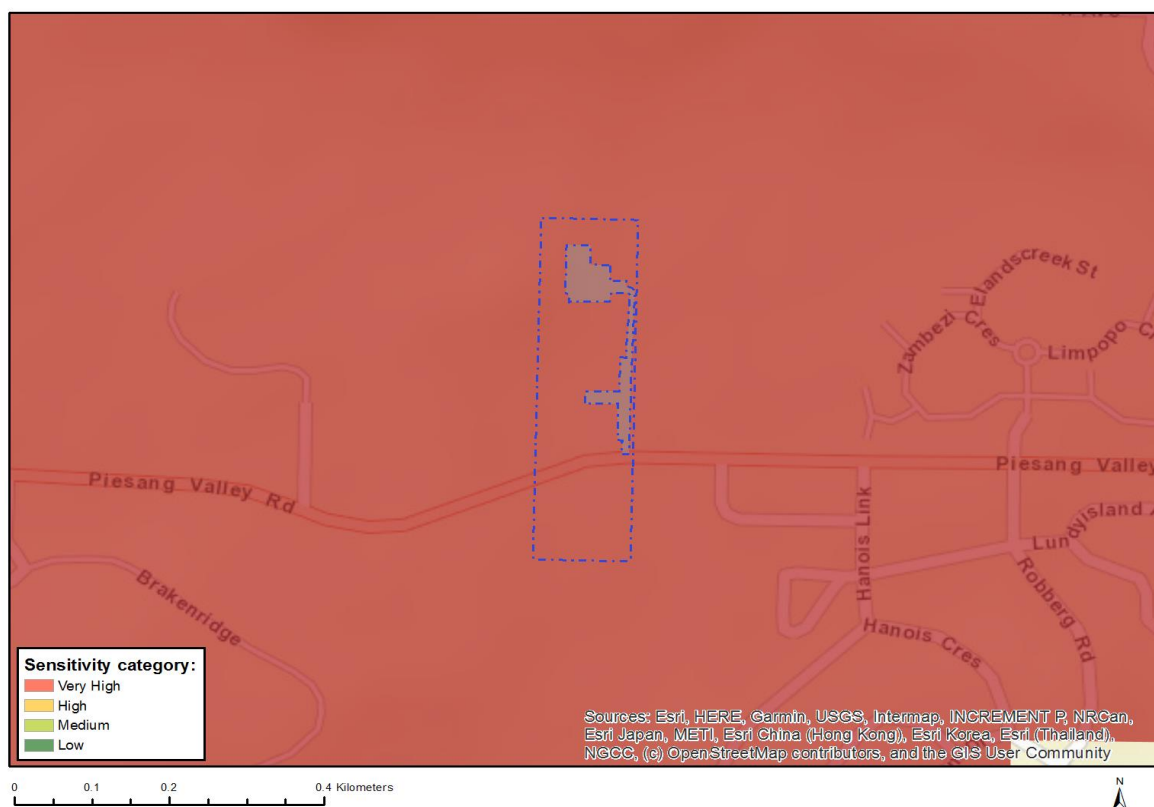 Elandscreek St
Zambezi Cres
Limpopo
Piesang Valley Rd
Piesang Valley
Hanois Link
Lundyisland
Robberg Rd
Brakenridge
Hanois Cres
Sensitivity category:
Very High
High
Medium
Low
Sources: Esri, HERE, Garmin, USGS, Intermap, INCREMENT P, NRCan,
Esri Japan, METI, Esri China (Hong Kong), Esri Korea, Esri (Thailand),
NGCC, (c) OpenStreetMap contributors, and the GIS User Community
0 0.1 0.2 0.4 Kilometers
N